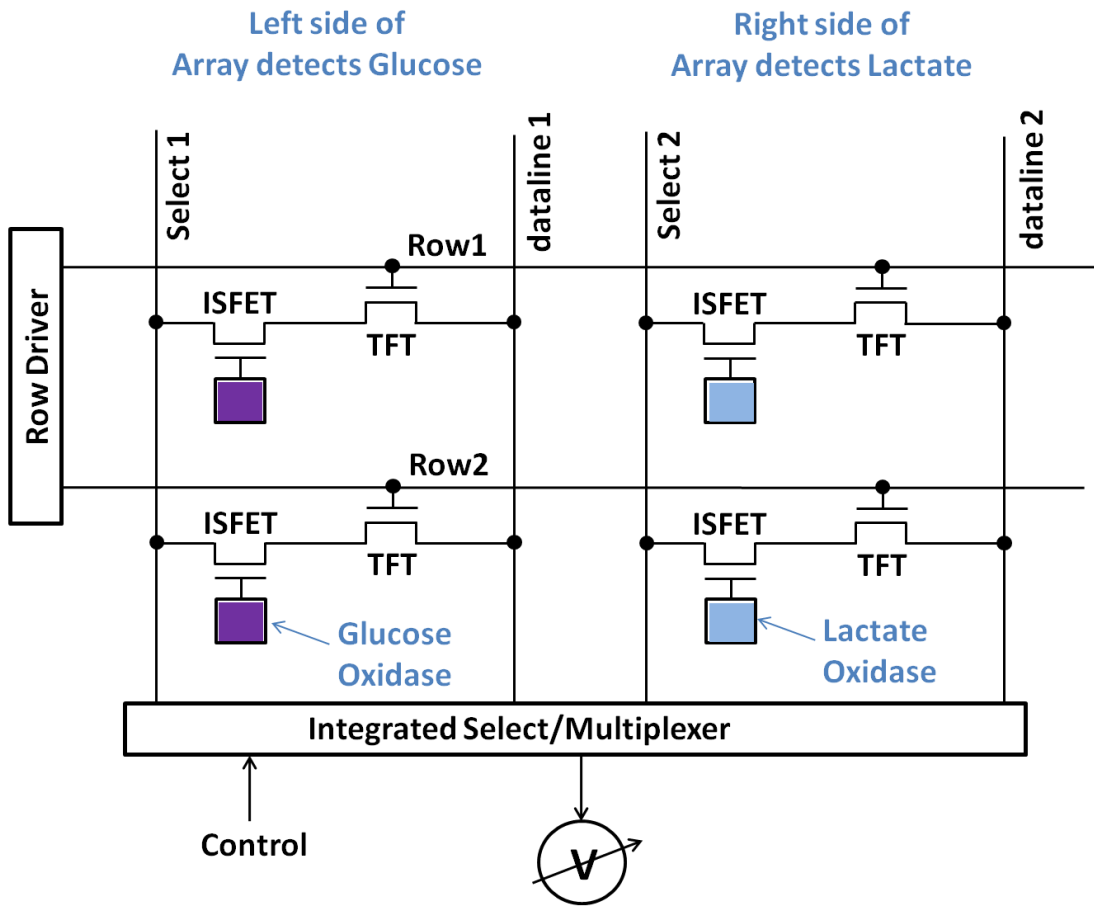 Left side of
Array detects Glucose
Right side of
Array detects Lactate
Select 1
dataline 1
Select 2
dataline 2
Row Driver
Row1
ISFET
TFT
ISFET
TFT
Row2
ISFET
TFT
ISFET
TFT
Glucose
Oxidase
Lactate
Oxidase
Integrated Select/Multiplexer
Control
V